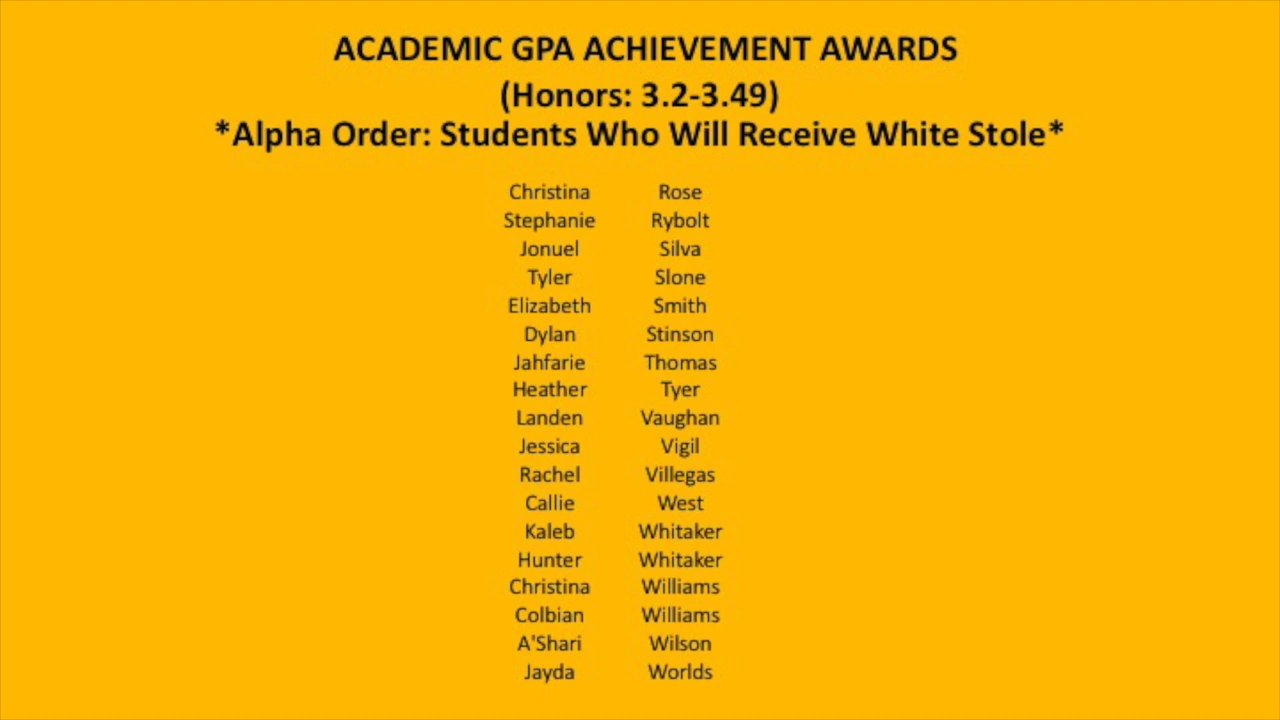 ACADEMIC GPA ACHIEVEMENT AWARDS
(Honors: 3.2-3.49)
*Alpha Order: Students Who Will Receive White Stole*
Christina Rose
Stephanie Rybolt
Jonuel Silva
Tyler Slone
Elizabeth Smith
Dylan Stinson
Jahfarie Thomas
Heather Tyer
Landen Vaughan
Jessica Vigil
Rachel Villegas
Callie West
Kaleb Whitaker
Hunter Whitaker
Christina Williams
Colbian Williams
A'Shari Wilson
Jayda Worlds